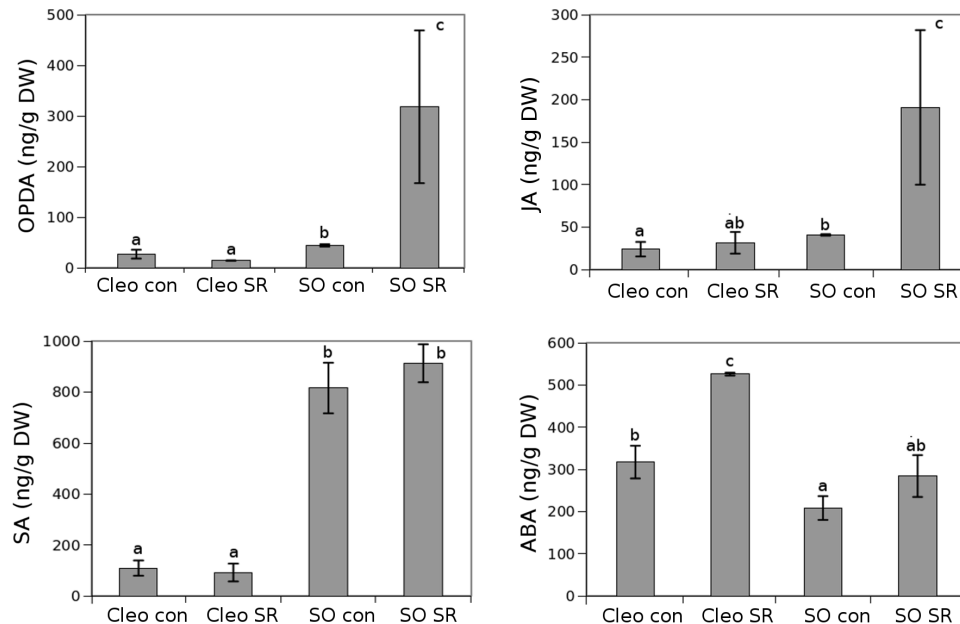 OPDA (ng/g DW)
500
400
300
200
100
0
a
a
b
c
Cleo con
Cleo SR
SO con
SO SR
JA (ng/g DW)
300
250
200
150
100
50
0
a
ab
b
c
Cleo con
Cleo SR
SO con
SO SR
SA (ng/g DW)
1000
800
600
400
200
0
a
a
b
b
Cleo con
Cleo SR
SO con
SO SR
ABA (ng/g DW)
600
500
400
300
200
100
0
b
c
a
ab
Cleo con
Cleo SR
SO con
SO SR